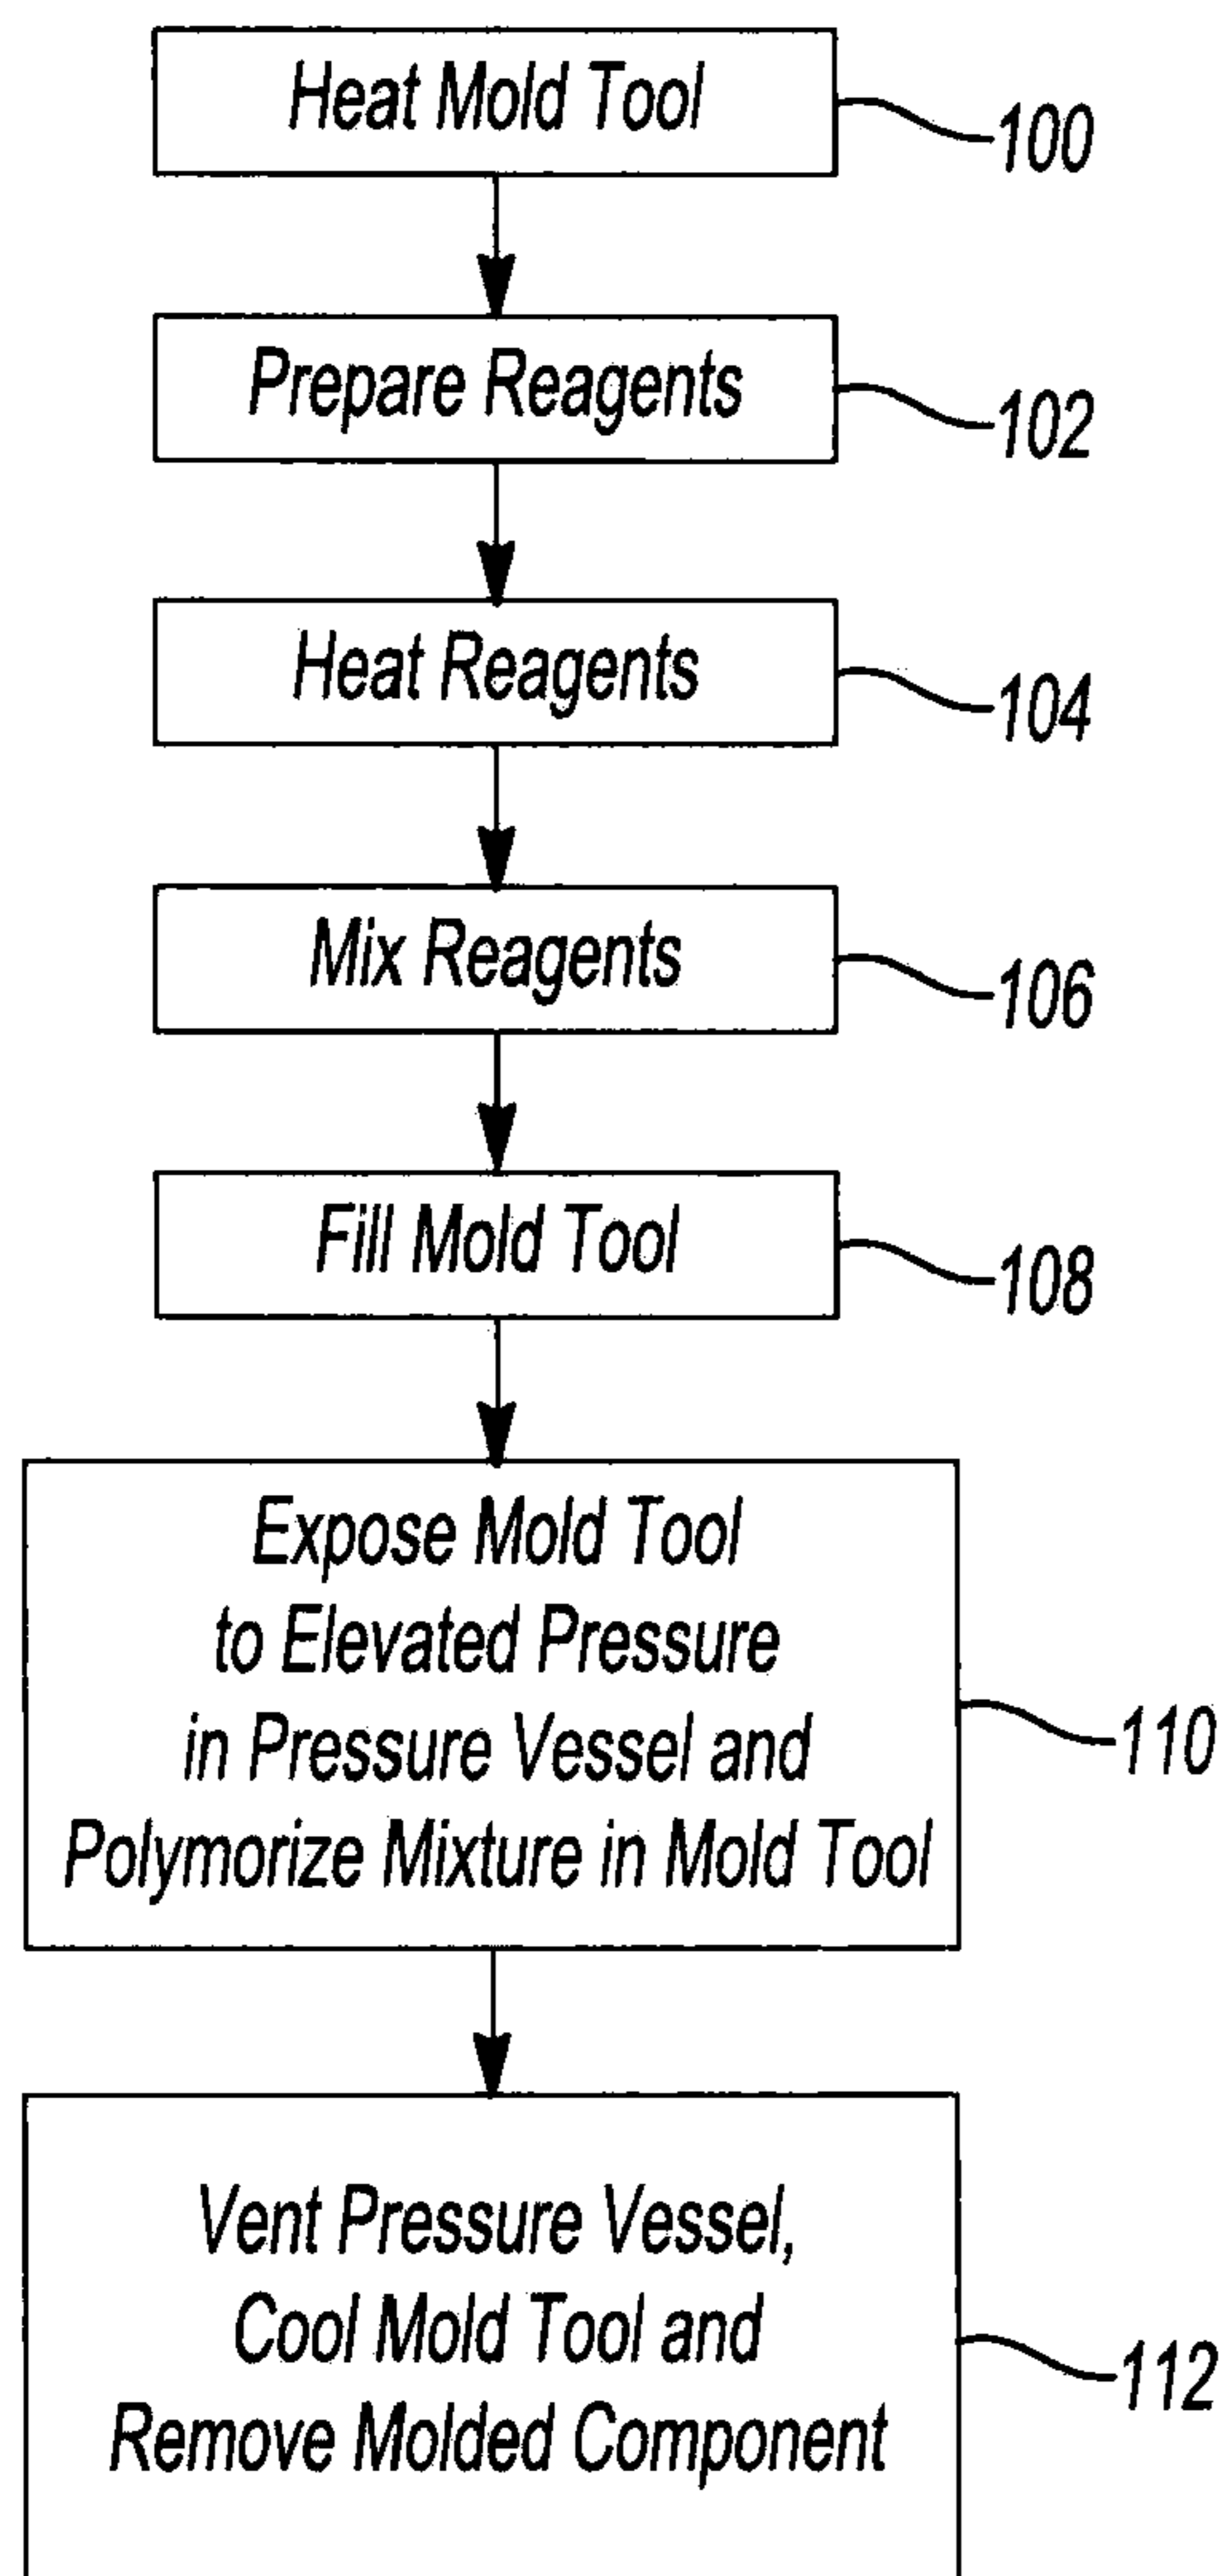 Heat Mold Tool
100
Prepare Reagents
102
Heat Reagents
104
Mix Reagents
106
Fill Mold Tool
108
Expose Mold Tool
to Elevated Pressure
in Pressure Vessel and
Polymorize Mixture in Mold Tool
110
Vent Pressure Vessel,
Cool Mold Tool and
Remove Molded Component
112